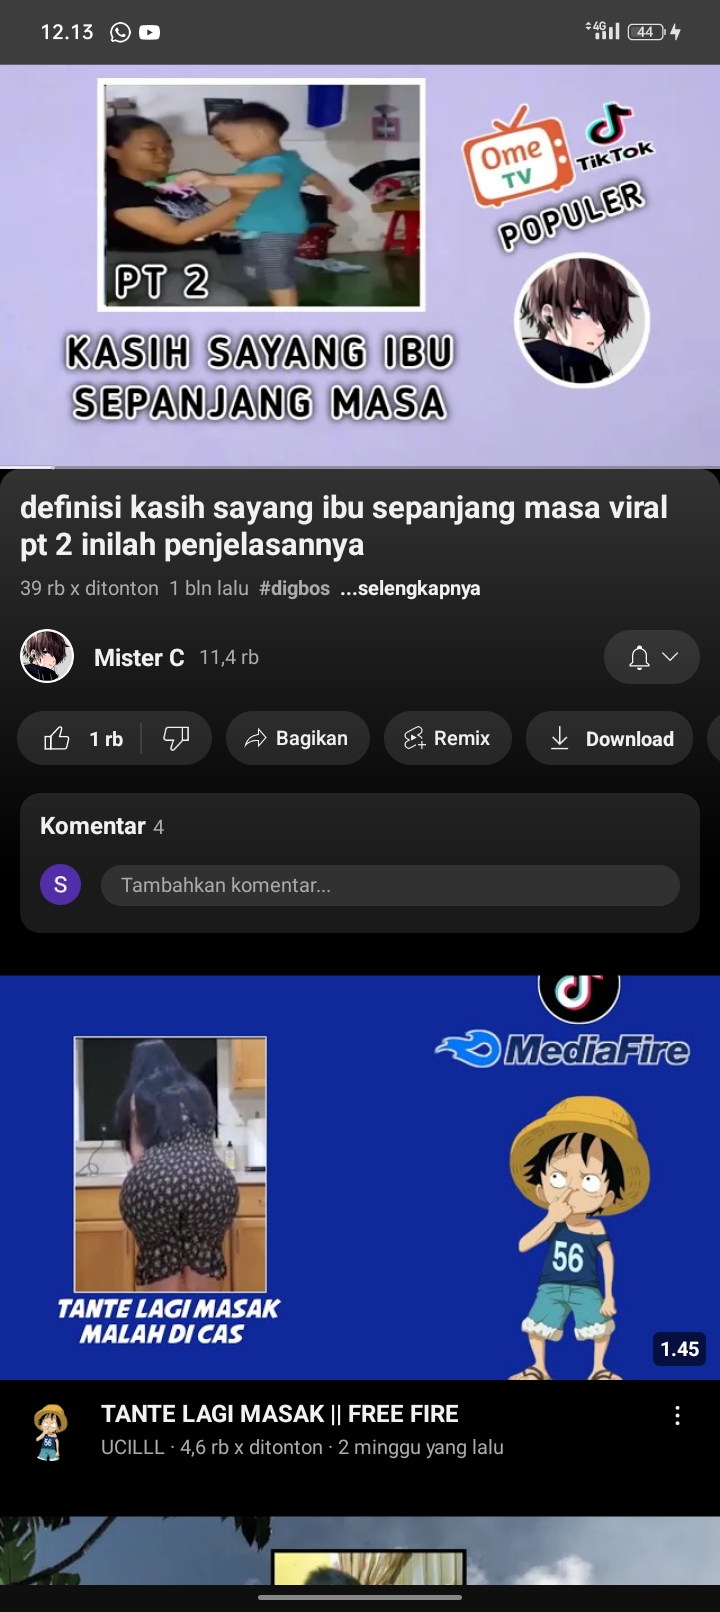 12.13
4G
44
Ome
TV
TikTok
POPULER
PT 2
KASIH SAYANG IBU
SEPANJANG MASA
definisi kasih sayang ibu sepanjang masa viral
pt 2 inilah penjelasannya
39 rb x ditonton 1 bln lalu #digbos ...selengkapnya
Mister C 11,4 rb
1 rb
Bagikan
Remix
Download
Komentar 4
S
Tambahkan komentar...
MediaFire
56
TANTE LAGI MASAK
MALAH DI CAS
1.45
TANTE LAGI MASAK || FREE FIRE
UCILLL · 4,6 rb x ditonton · 2 minggu yang lalu